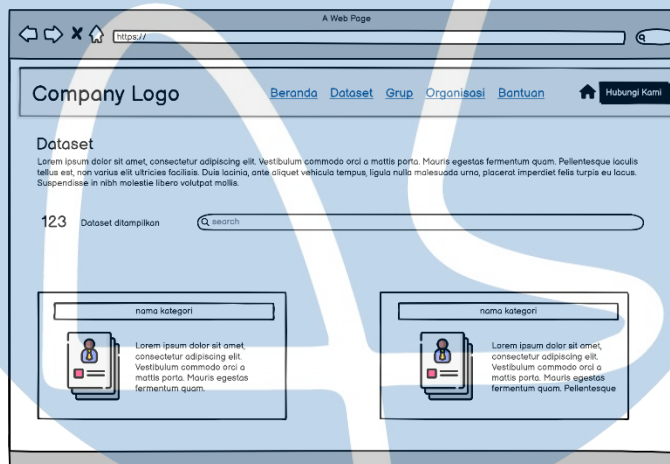 A Web Page
https://
Company Logo
Beranda Dataset Grup Organisasi Bantuan
Hubungi Kami
Dataset
Lorem ipsum dolor sit amet, consectetur adipiscing elit. Vestibulum commodo orci a mattis porta. Mauris egestas fermentum quam. Pellentesque iaculis
tellus est, non varius elit ultricies facilisis. Duis lacinia, ante aliquet vehicula tempus, ligula nulla malesuada urna, placerat imperdiet felis turpis eu lacus.
Suspendisse in nibh molestie libero volutpat mollis.
123 Dataset ditampilkan
search
nama kategori
Lorem ipsum dolor sit amet,
consectetur adipiscing elit.
Vestibulum commodo orci a
mattis porta. Mauris egestas
fermentum quam.
nama kategori
Lorem ipsum dolor sit amet,
consectetur adipiscing elit.
Vestibulum commodo orci a
mattis porta. Mauris egestas
fermentum quam. Pellentesque